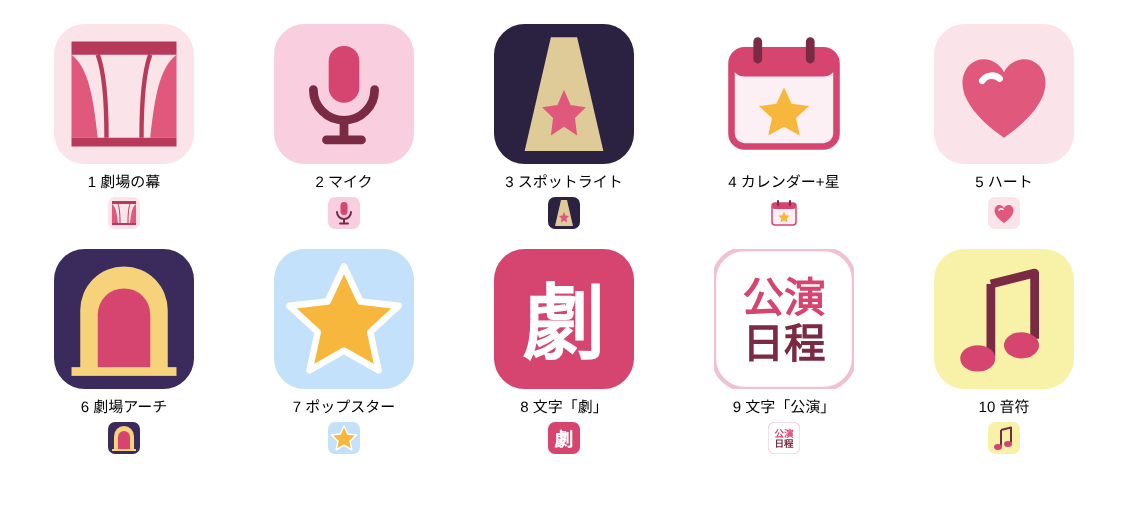 1 劇場の幕
2 マイク
3 スポットライト
4 カレンダー+星
5 ハート
劇
公演
日程
6 劇場アーチ
7 ポップスター
8 文字「劇」
9 文字「公演」
10 音符
劇
公演
日程